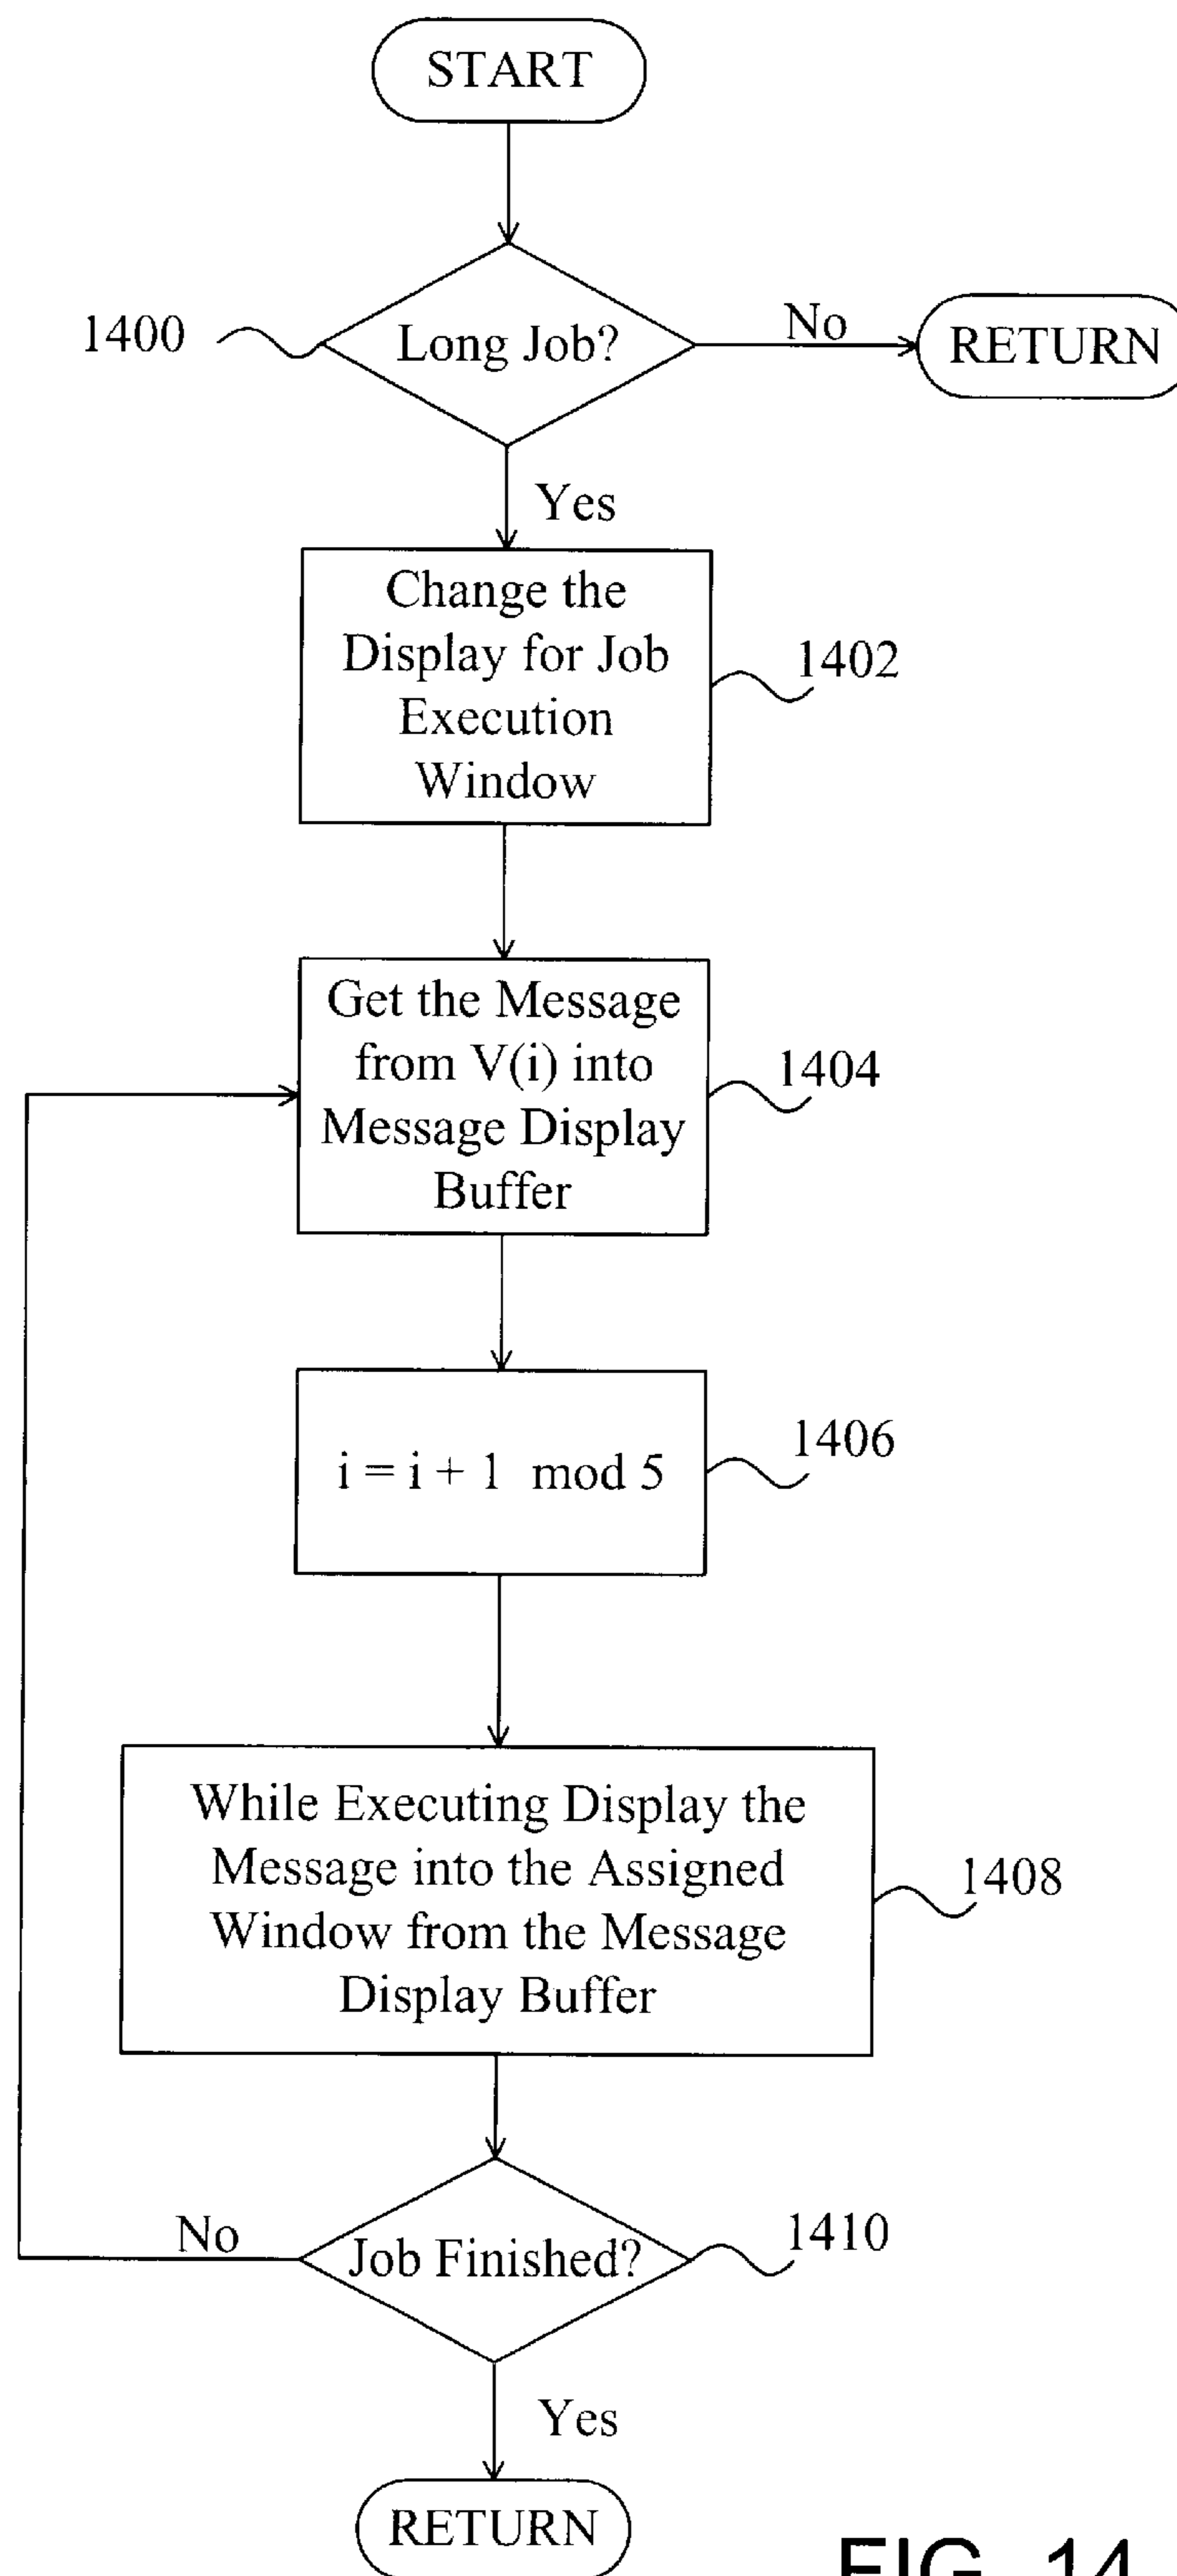 START
1400
Long Job?
No
RETURN
Yes
Change the
Display for Job
Execution
Window
1402
Get the Message
from V(i) into
Message Display
Buffer
1404
i = i + 1 mod 5
1406
While Executing Display the
Message into the Assigned
Window from the Message
Display Buffer
1408
No
Job Finished?
1410
Yes
RETURN
FIG. 14